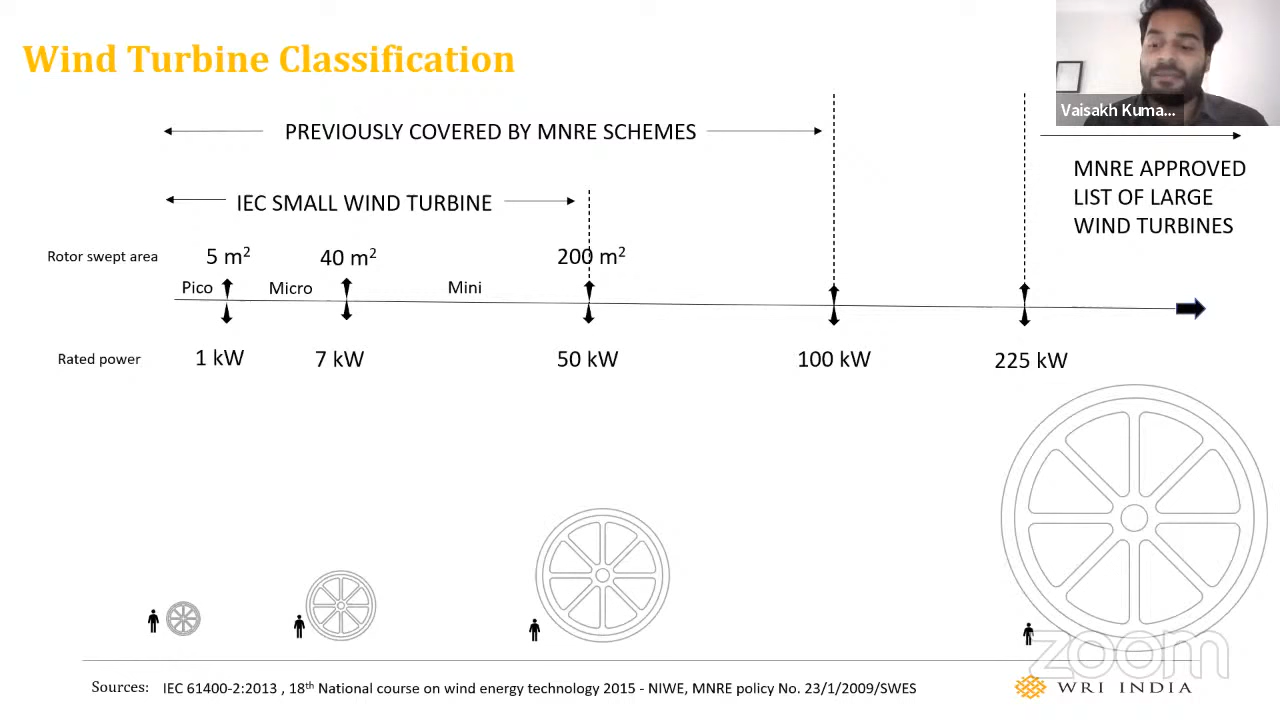 Wind Turbine Classification
Vaisakh Kuma...
PREVIOUSLY COVERED BY MNRE SCHEMES
MNRE APPROVED
LIST OF LARGE
WIND TURBINES
IEC SMALL WIND TURBINE
Rotor swept area 5 m² 40 m² 200 m²
Pico Micro Mini
Rated power 1 kW 7 kW 50 kW 100 kW 225 kW
zoom
Sources: IEC 61400-2:2013 , 18th National course on wind energy technology 2015 - NIWE, MNRE policy No. 23/1/2009/SWES
WRI INDIA